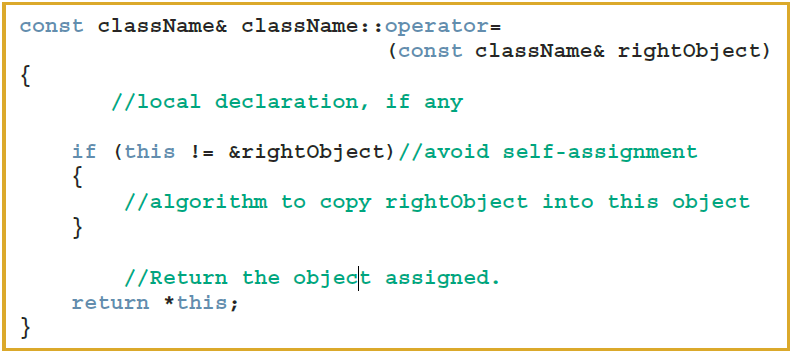 const className& className::operator=
(const className& rightObject)
{
//local declaration, if any
if (this != &rightObject)//avoid self-assignment
{
//algorithm to copy rightObject into this object
}
//Return the object assigned.
return *this;
}